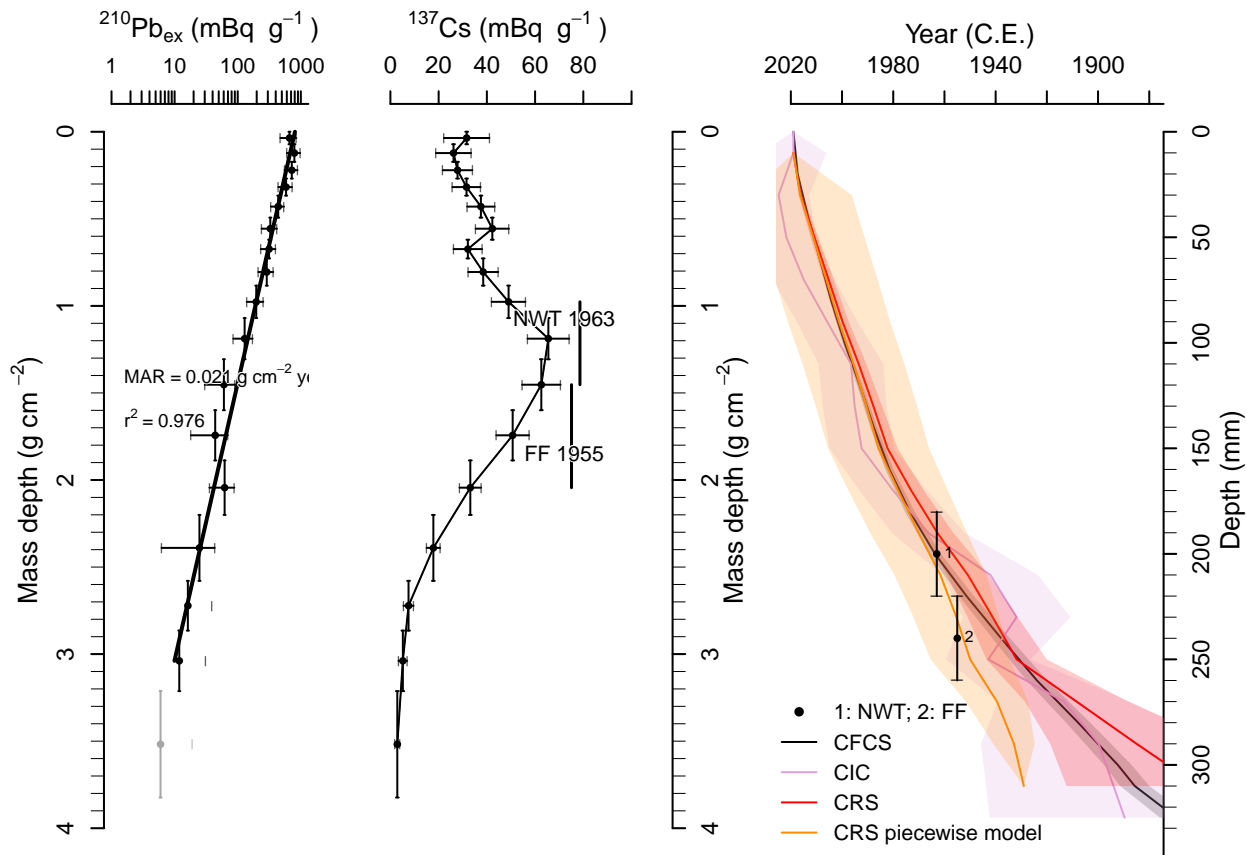 ²¹⁰Pbₑₓ (mBq g⁻¹)
1 10 100 1000
Mass depth (g cm⁻²)
0
1
2
3
4
MAR = 0.021 g cm⁻² ye
r² = 0.976
¹³⁷Cs (mBq g⁻¹)
0 20 40 60 80
NWT 1963
FF 1955
Mass depth (g cm⁻²)
0
1
2
3
4
Year (C.E.)
2020 1980 1940 1900
1
2
1: NWT; 2: FF
CFCS
CIC
CRS
CRS piecewise model
Depth (mm)
0
50
100
150
200
250
300